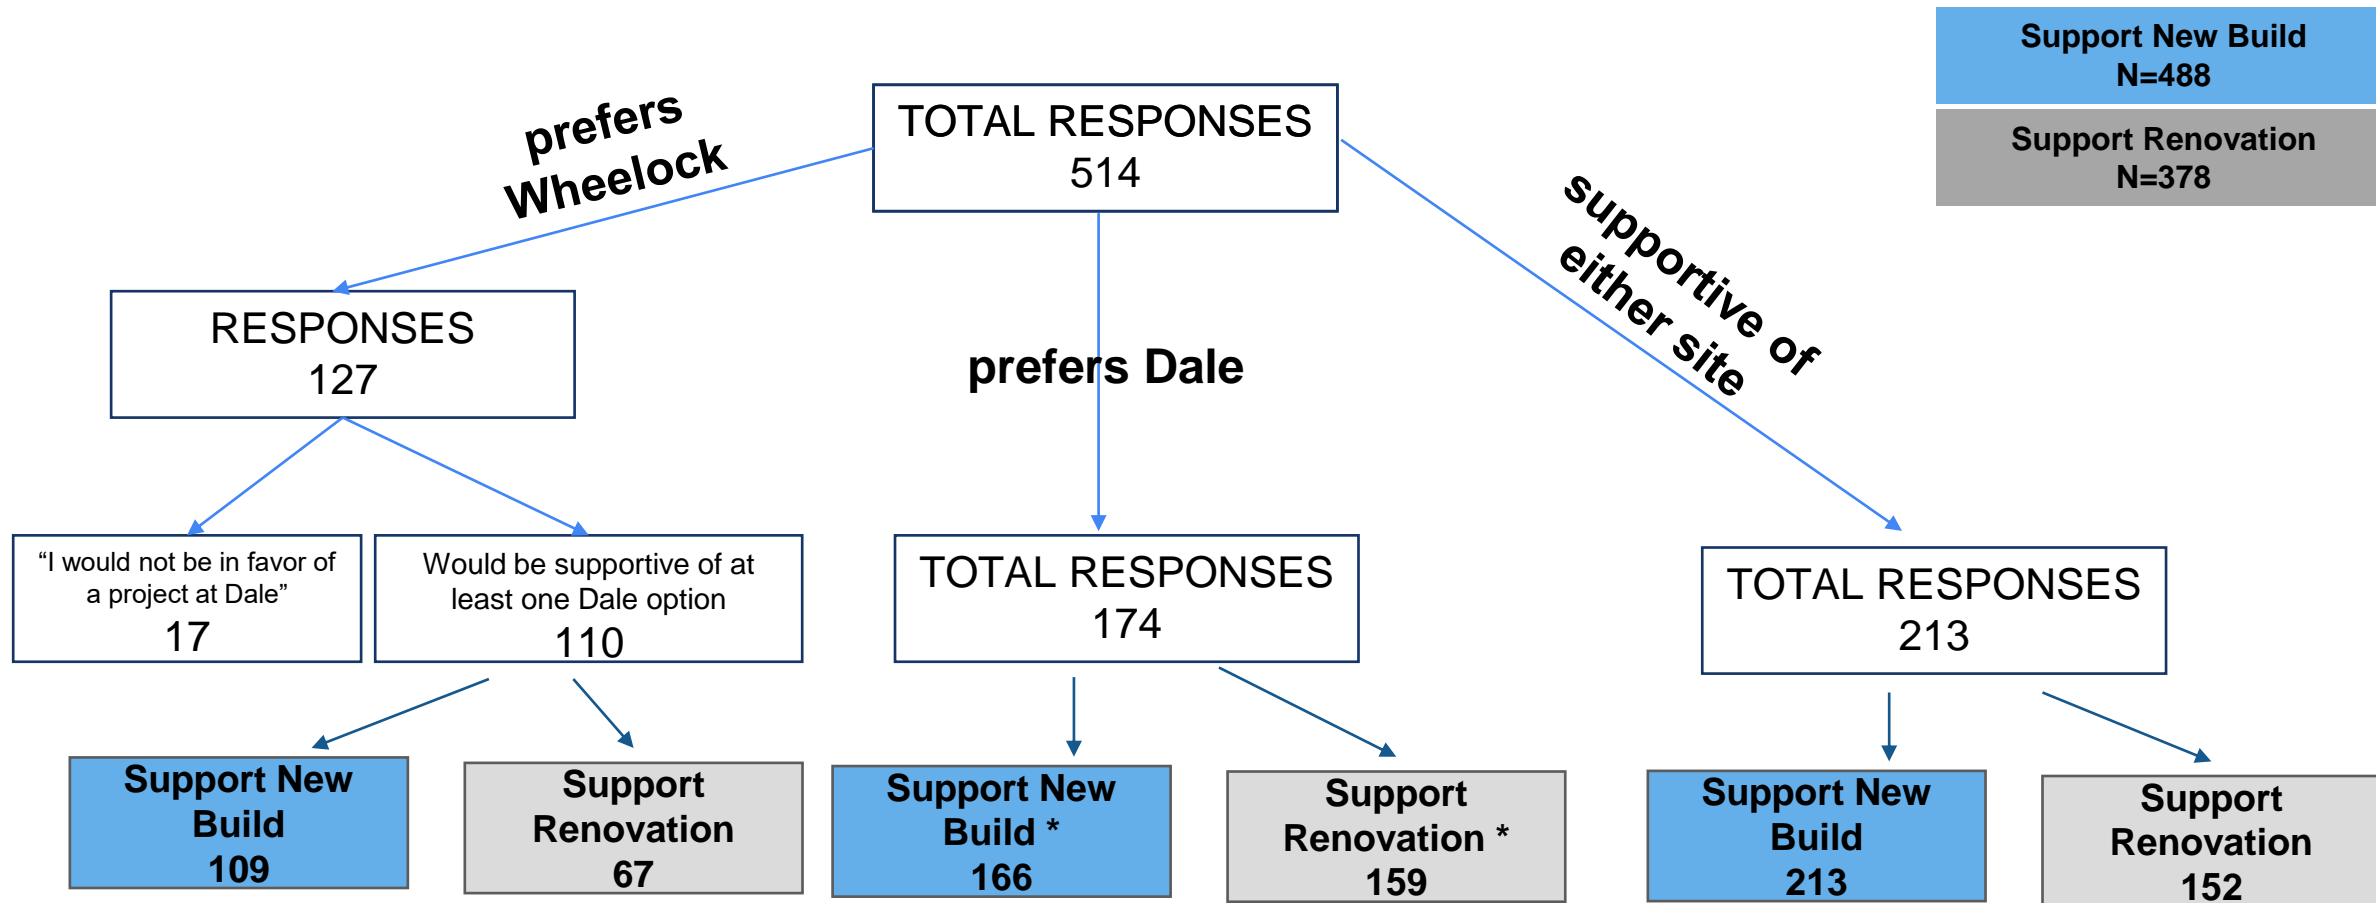 Support New Build
N=488
Support Renovation
N=378
TOTAL RESPONSES
514
prefers
Wheelock
prefers Dale
supportive of
either site
RESPONSES
127
“I would not be in favor of
a project at Dale”
17
Would be supportive of at
least one Dale option
110
TOTAL RESPONSES
174
TOTAL RESPONSES
213
Support New
Build
109
Support
Renovation
67
Support New
Build *
166
Support
Renovation *
159
Support New
Build
213
Support
Renovation
152